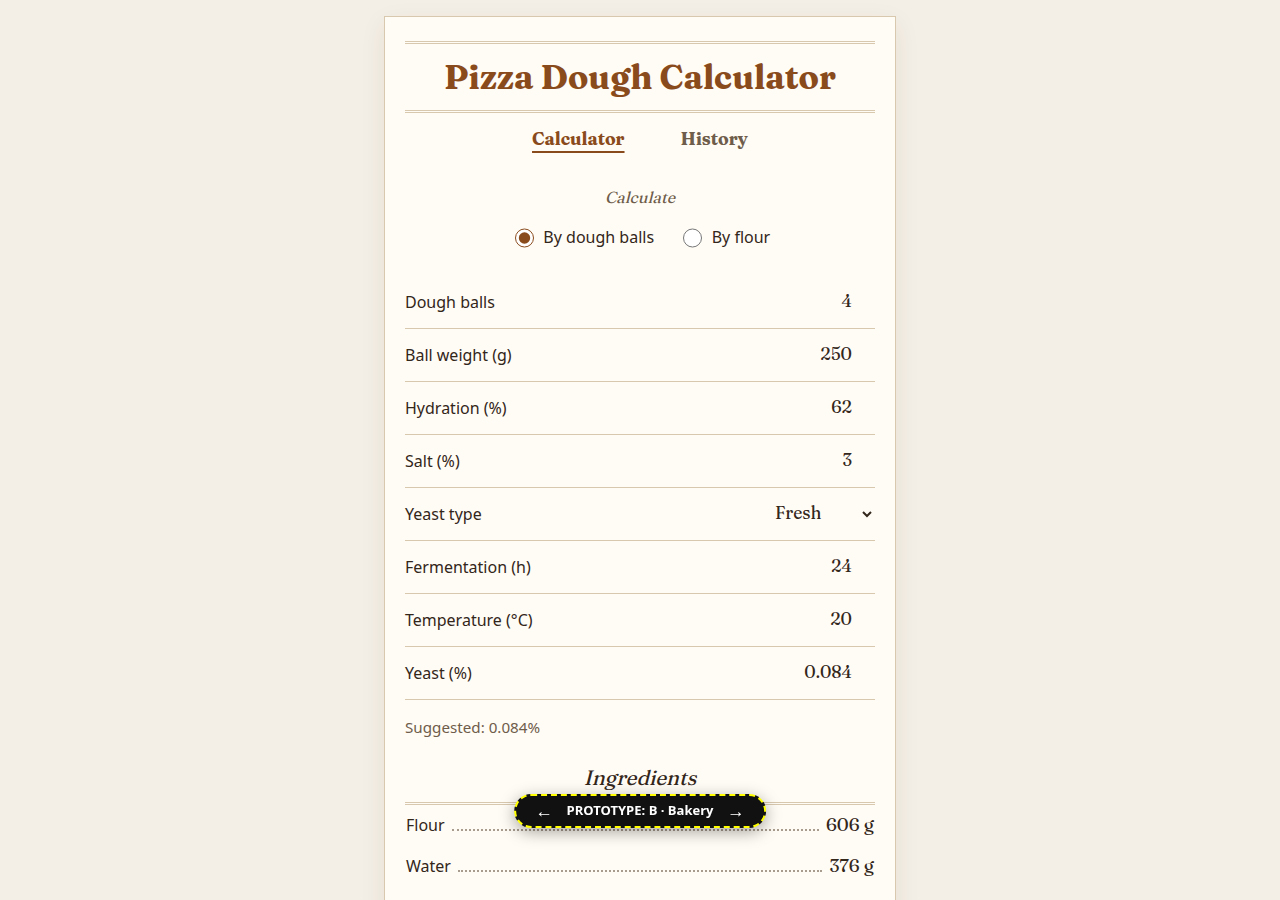 Pizza Dough Calculator
Calculator History
Calculate
By dough balls By flour
Dough balls 4
Ball weight (g) 250
Hydration (%) 62
Salt (%) 3
Yeast type Fresh
Fermentation (h) 24
Temperature (°C) 20
Yeast (%) 0.084
Suggested: 0.084%
Ingredients
← PROTOTYPE: B · Bakery →
Flour 606 g
Water 376 g